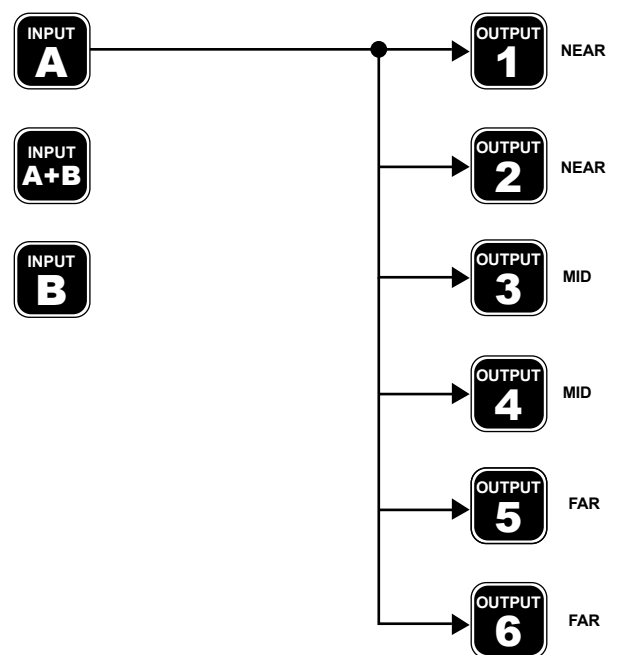 INPUT
A
OUTPUT
1
NEAR
INPUT
A+B
OUTPUT
2
NEAR
INPUT
B
OUTPUT
3
MID
OUTPUT
4
MID
OUTPUT
5
FAR
OUTPUT
6
FAR